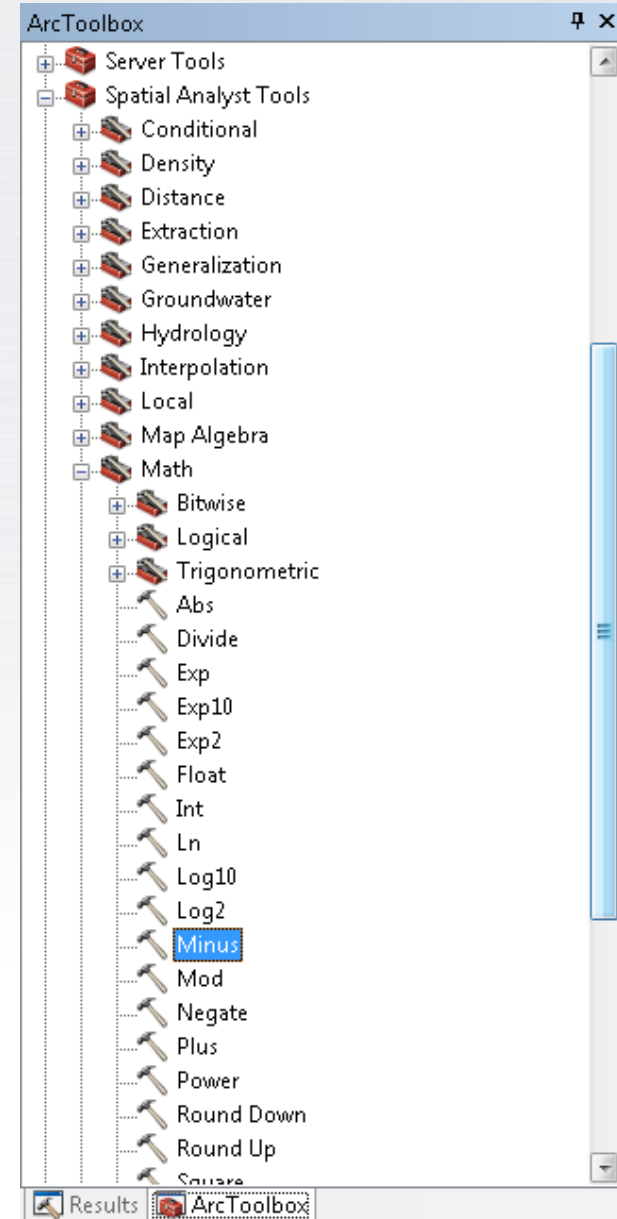 ArcToolbox
Server Tools
Spatial Analyst Tools
Conditional
Density
Distance
Extraction
Generalization
Groundwater
Hydrology
Interpolation
Local
Map Algebra
Math
Bitwise
Logical
Trigonometric
Abs
Divide
Exp
Exp10
Exp2
Float
Int
Ln
Log10
Log2
Minus
Mod
Negate
Plus
Power
Round Down
Round Up
Square
Results ArcToolbox